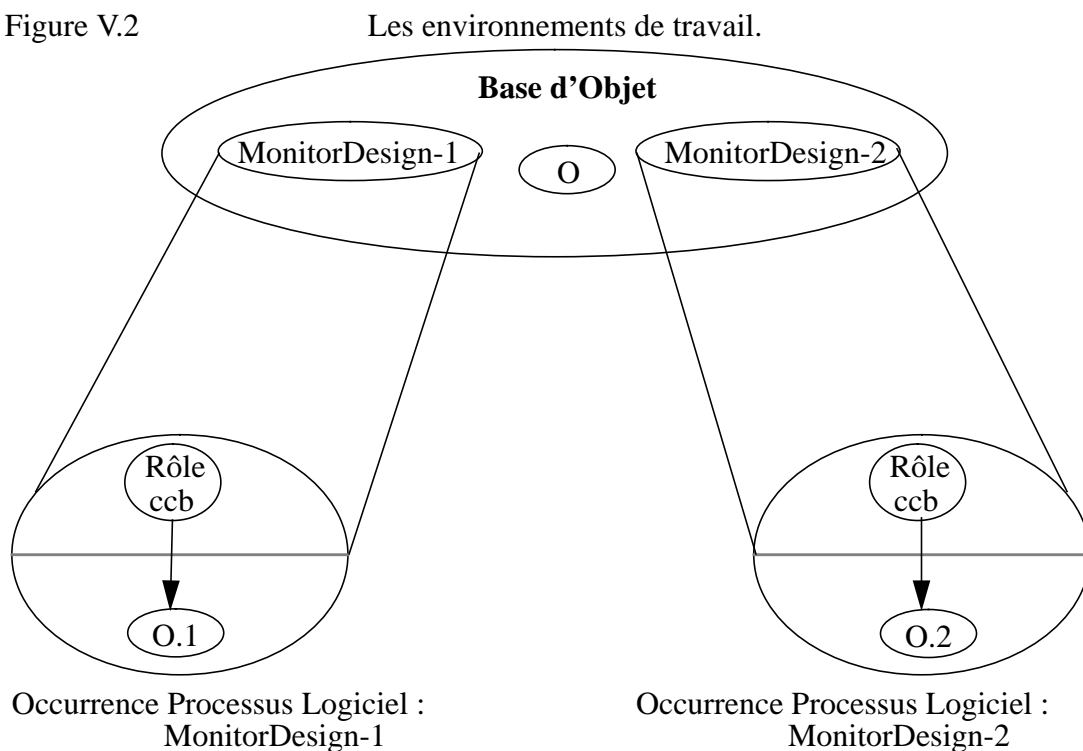 Figure V.2 Les environnements de travail.
Base d’Objet
MonitorDesign-1 O MonitorDesign-2
Rôle
ccb
O.1
Rôle
ccb
O.2
Occurrence Processus Logiciel :
MonitorDesign-1
Occurrence Processus Logiciel :
MonitorDesign-2